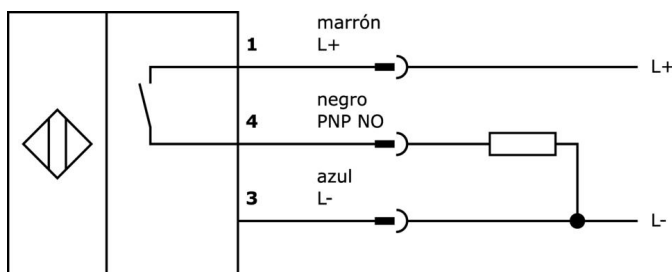 marrón
1 L+ L+
negro
4 PNP NO
azul
3 L- L-